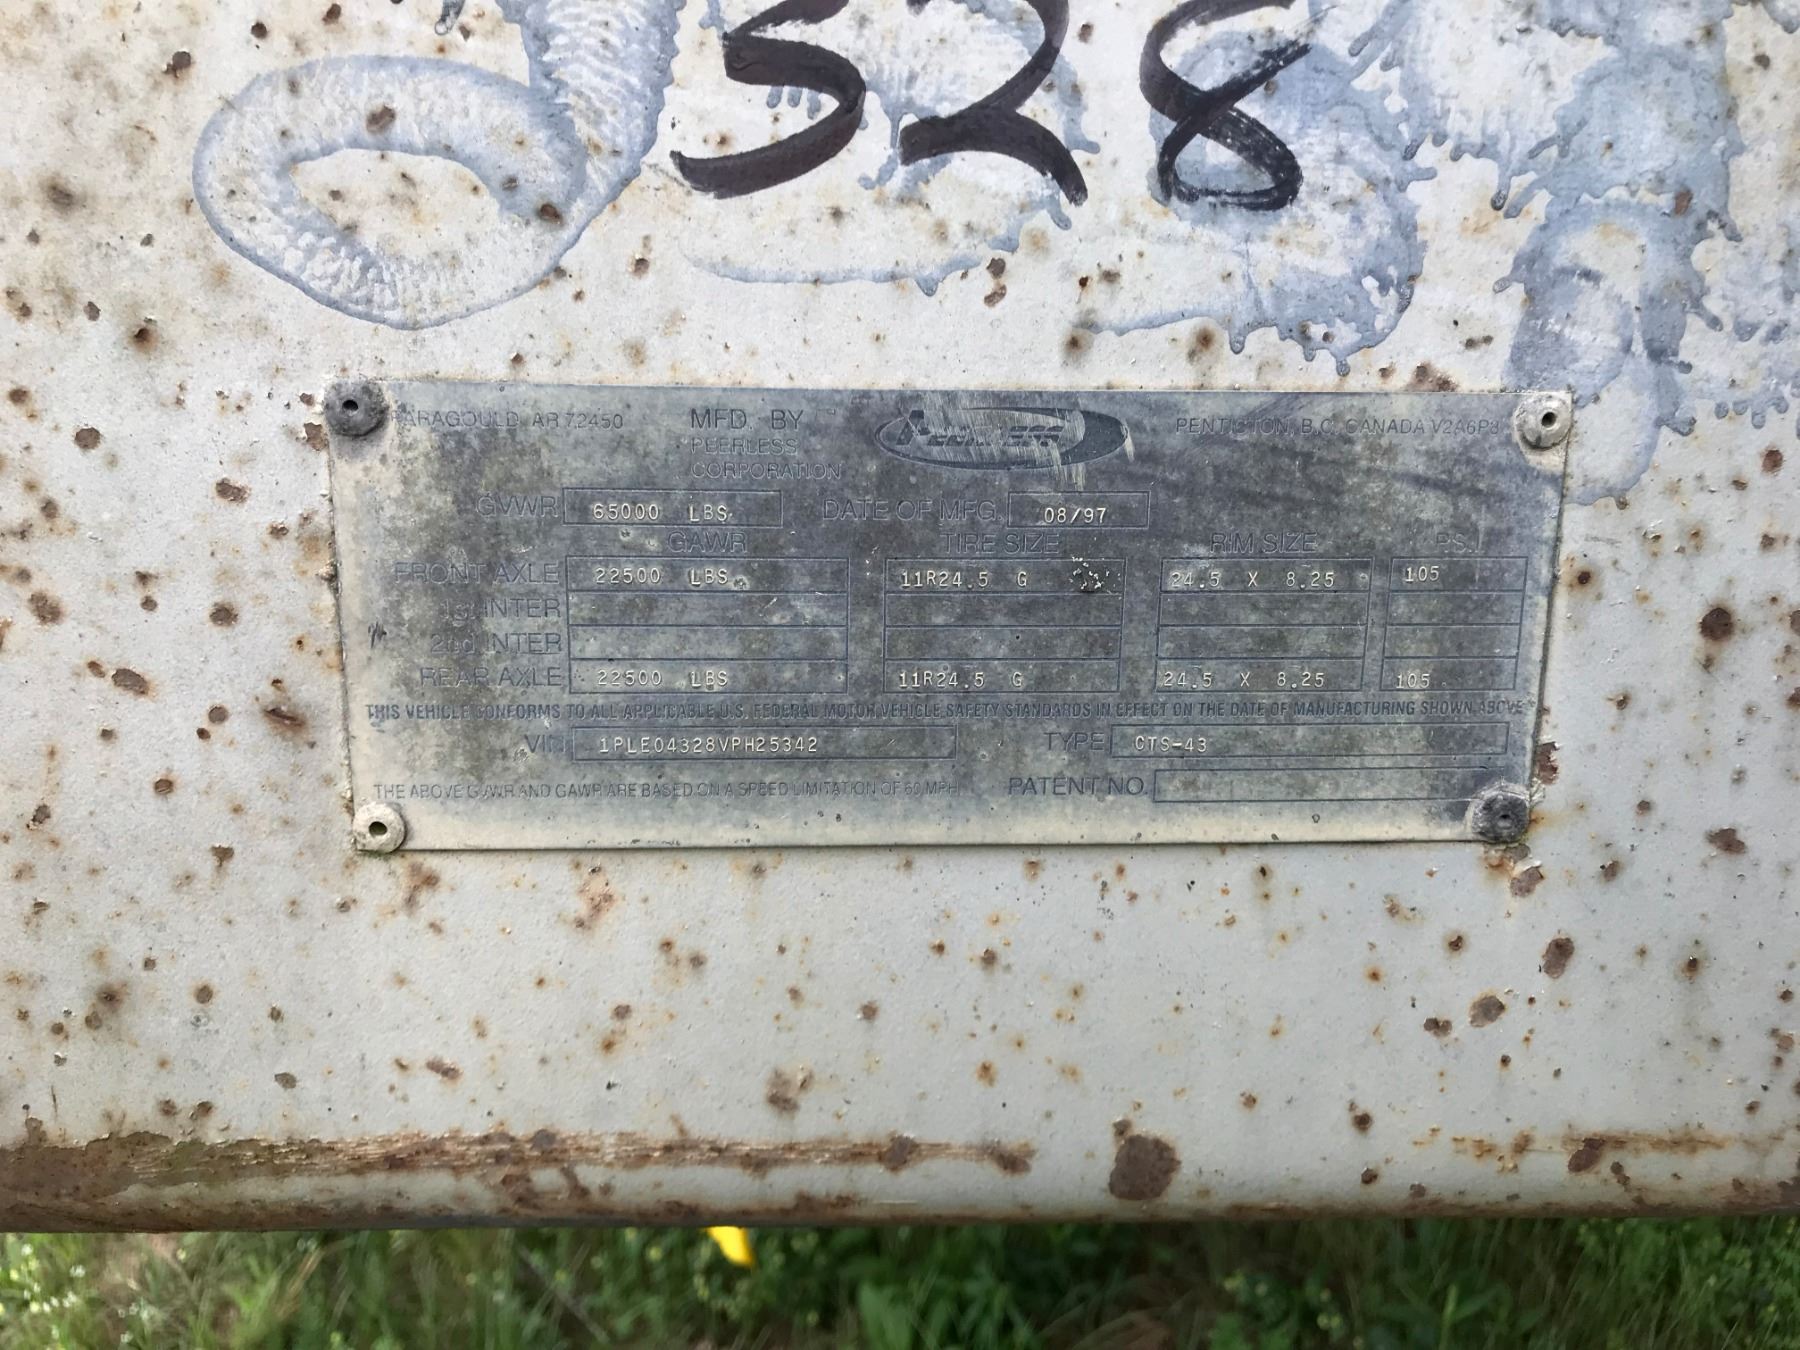 528
PARAGOULD, AR 72450 MFD. BY PEERLESS PENTICTON, B.C. CANADA V2A6P3
PEERLESS
CORPORATION
GVWR 65000 LBS DATE OF MFG. 08/97
GAWR TIRE SIZE RIM SIZE P.S.I.
FRONT AXLE 22500 LBS 11R24.5 G 24.5 X 8.25 105
1st INTER
2nd INTER
REAR AXLE 22500 LBS 11R24.5 G 24.5 X 8.25 105
THIS VEHICLE CONFORMS TO ALL APPLICABLE U.S. FEDERAL MOTOR VEHICLE SAFETY STANDARDS IN EFFECT ON THE DATE OF MANUFACTURING SHOWN ABOVE
VIN 1PLE04328VPH25342 TYPE CTS-43
THE ABOVE GVWR AND GAWR ARE BASED ON A SPEED LIMITATION OF 60 MPH PATENT NO.